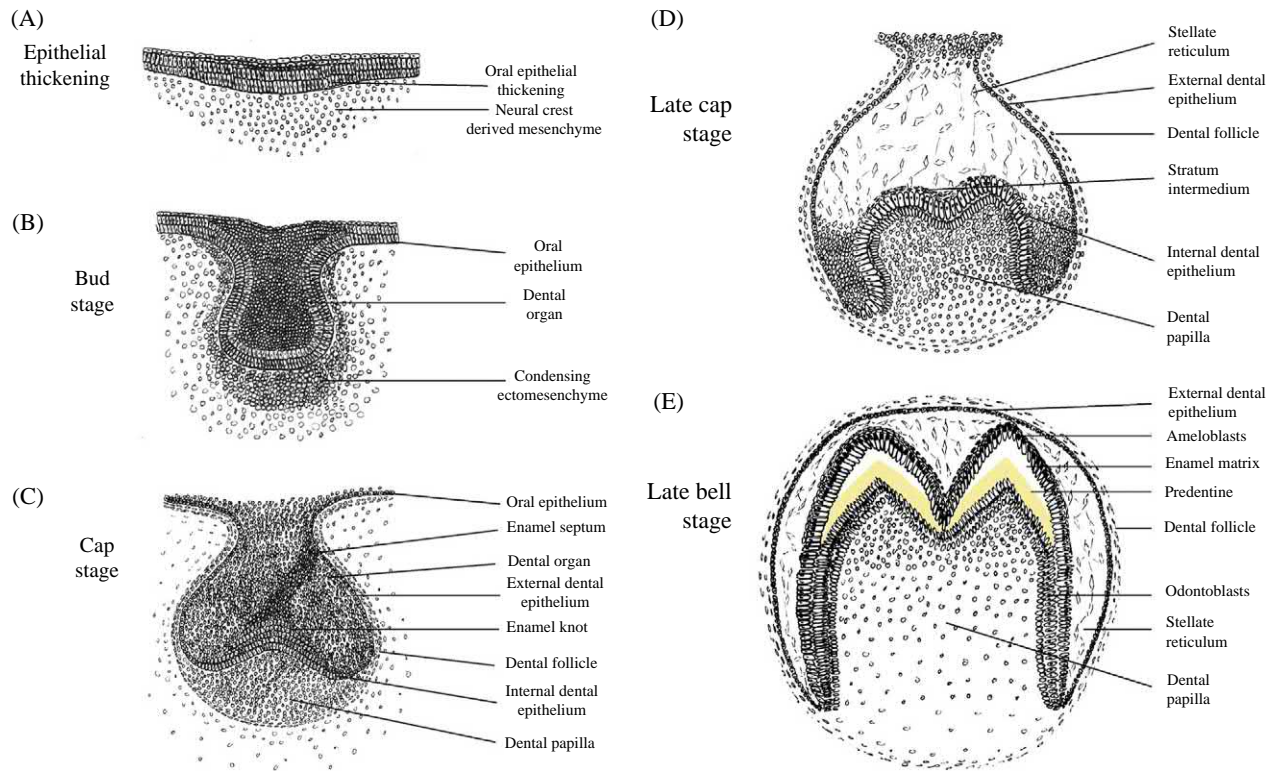 (A)
Epithelial
thickening
Oral epithelial
thickening
Neural crest
derived mesenchyme
(B)
Bud
stage
Oral
epithelium
Dental
organ
Condensing
ectomesenchyme
(C)
Cap
stage
Oral epithelium
Enamel septum
Dental organ
External dental
epithelium
Enamel knot
Dental follicle
Internal dental
epithelium
Dental papilla
(D)
Late cap
stage
Stellate
reticulum
External dental
epithelium
Dental follicle
Stratum
intermedium
Internal dental
epithelium
Dental
papilla
(E)
Late bell
stage
External dental
epithelium
Ameloblasts
Enamel matrix
Predentine
Dental follicle
Odontoblasts
Stellate
reticulum
Dental
papilla